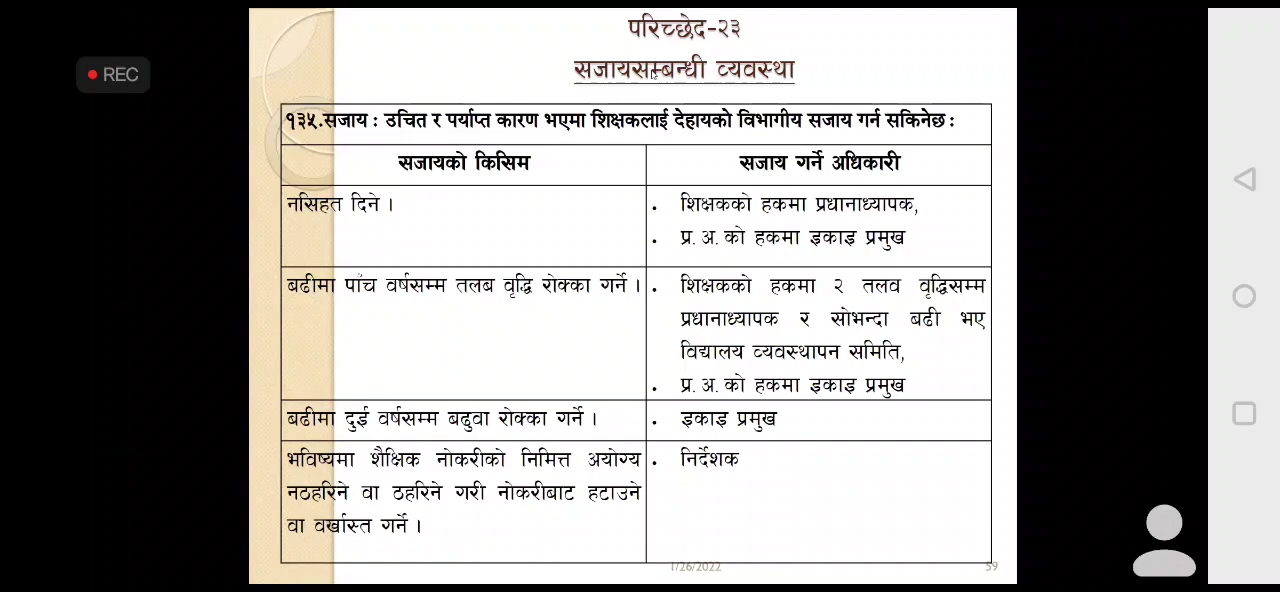 REC
परिच्छेद-२३
सजायसम्बन्धी व्यवस्था
१३५.सजाय : उचित र पर्याप्त कारण भएमा शिक्षकलाई देहायको विभागीय सजाय गर्न सकिनेछ :
सजायको किसिम
सजाय गर्ने अधिकारी
नसिहत दिने ।
• शिक्षकको हकमा प्रधानाध्यापक,
• प्र. अ. को हकमा इकाइ प्रमुख
बढीमा पाँच वर्षसम्म तलब वृद्धि रोक्का गर्ने ।
• शिक्षकको हकमा २ तलव वृद्धिसम्म
प्रधानाध्यापक र सोभन्दा बढी भए
विद्यालय व्यवस्थापन समिति,
• प्र. अ. को हकमा इकाइ प्रमुख
बढीमा दुई वर्षसम्म बढुवा रोक्का गर्ने ।
• इकाइ प्रमुख
भविष्यमा शैक्षिक नोकरीको निमित्त अयोग्य
नठहरिने वा ठहरिने गरी नोकरीबाट हटाउने
वा वर्खास्त गर्ने ।
• निर्देशक
1/26/2022
59